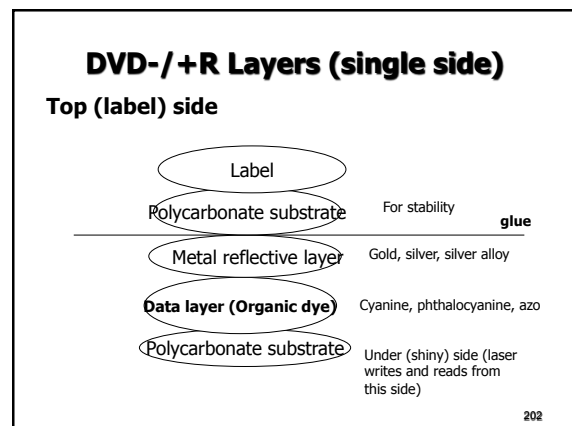 DVD-/+R Layers (single side)
Top (label) side
Label
Polycarbonate substrate
For stability
glue
Metal reflective layer
Gold, silver, silver alloy
Data layer (Organic dye)
Cyanine, phthalocyanine, azo
Polycarbonate substrate
Under (shiny) side (laser
writes and reads from
this side)
202